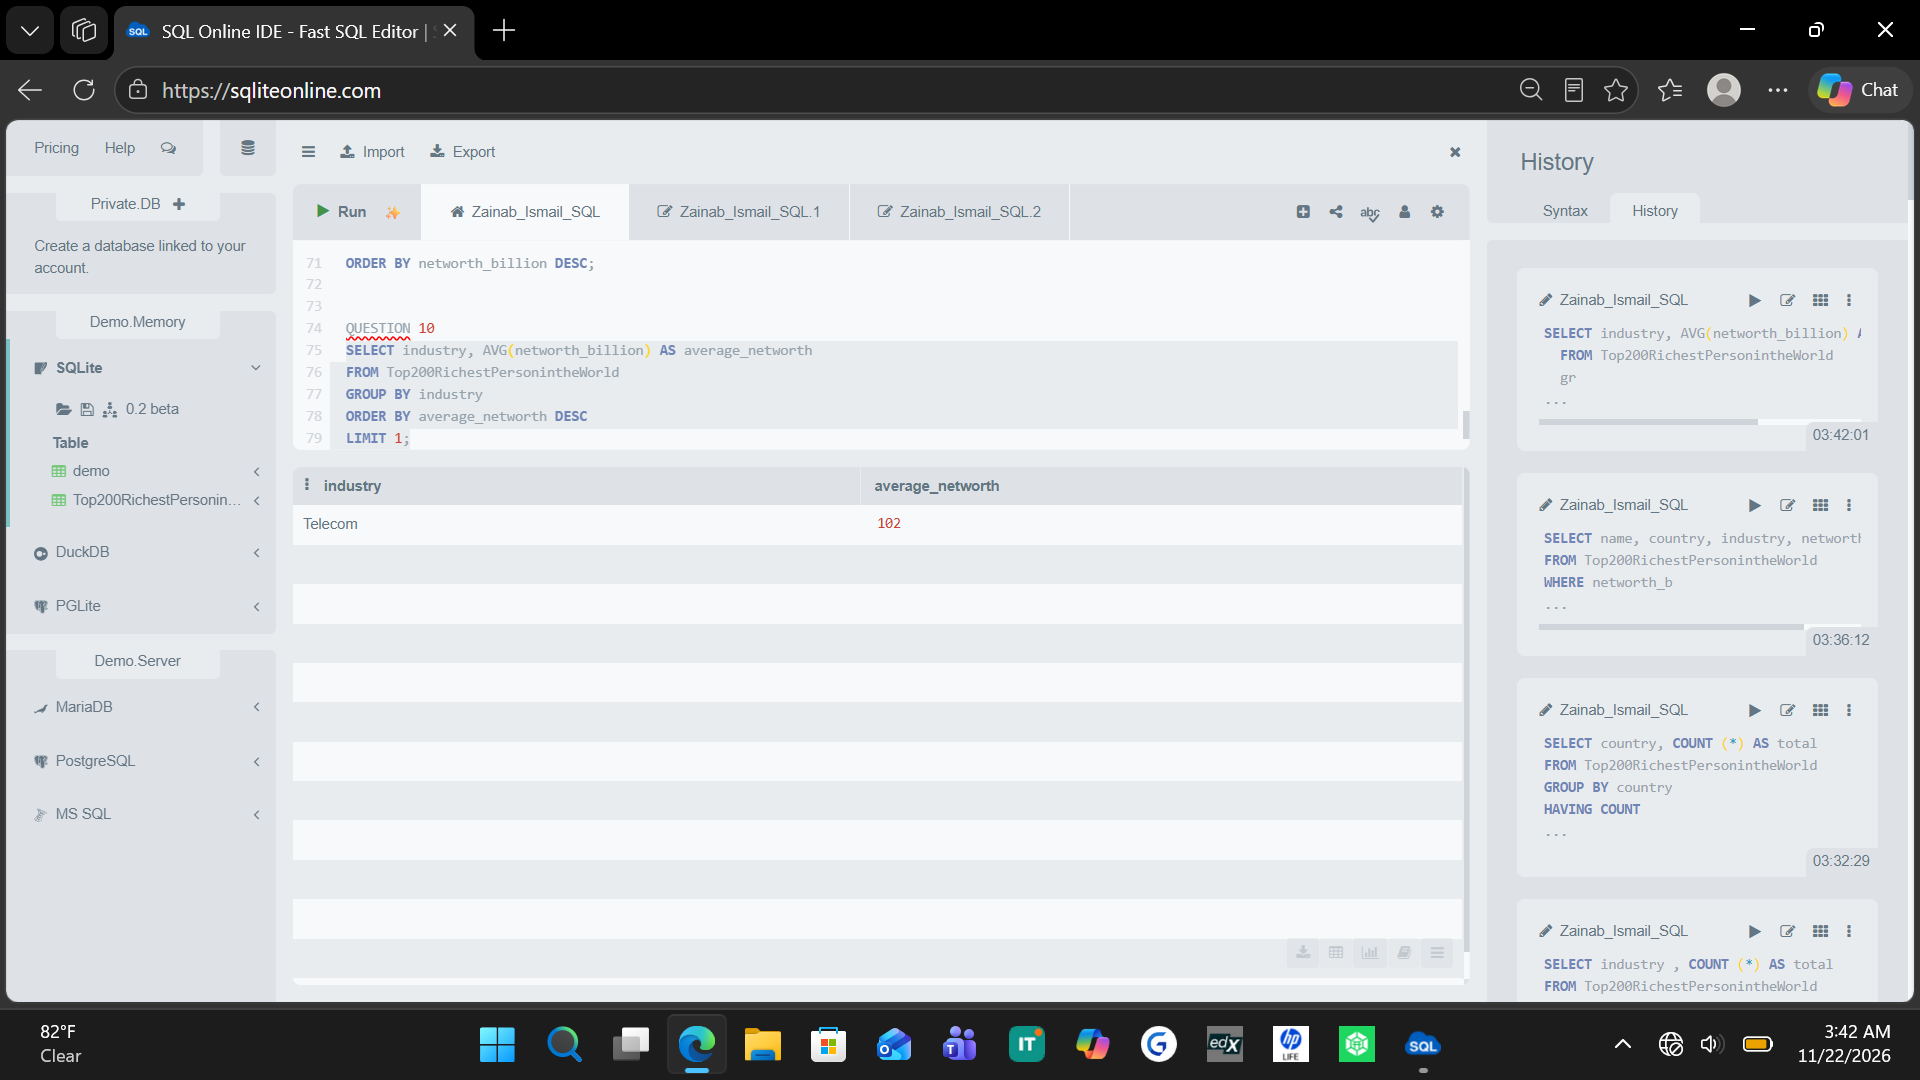 SQL Online IDE - Fast SQL Editor |
https://sqliteonline.com
Chat
Pricing
Help
Import
Export
Private.DB
Create a database linked to your
account.
Demo.Memory
SQLite
0.2 beta
Table
demo
Top200RichestPersonin...
DuckDB
PGLite
Demo.Server
MariaDB
PostgreSQL
MS SQL
Run
Zainab_Ismail_SQL
Zainab_Ismail_SQL.1
Zainab_Ismail_SQL.2
abc
71 ORDER BY networth_billion DESC;
72
73
74 QUESTION 10
75 SELECT industry, AVG(networth_billion) AS average_networth
76 FROM Top200RichestPersonintheWorld
77 GROUP BY industry
78 ORDER BY average_networth DESC
79 LIMIT 1;
industry average_networth
Telecom 102
History
Syntax
History
Zainab_Ismail_SQL
SELECT industry, AVG(networth_billion)
FROM Top200RichestPersonintheWorld
gr
...
03:42:01
Zainab_Ismail_SQL
SELECT name, country, industry, networth
FROM Top200RichestPersonintheWorld
WHERE networth_b
...
03:36:12
Zainab_Ismail_SQL
SELECT country, COUNT (*) AS total
FROM Top200RichestPersonintheWorld
GROUP BY country
HAVING COUNT
...
03:32:29
Zainab_Ismail_SQL
SELECT industry , COUNT (*) AS total
FROM Top200RichestPersonintheWorld
82°F
Clear
IT
edX
hp
LIFE
SQL
3:42 AM
11/22/2026